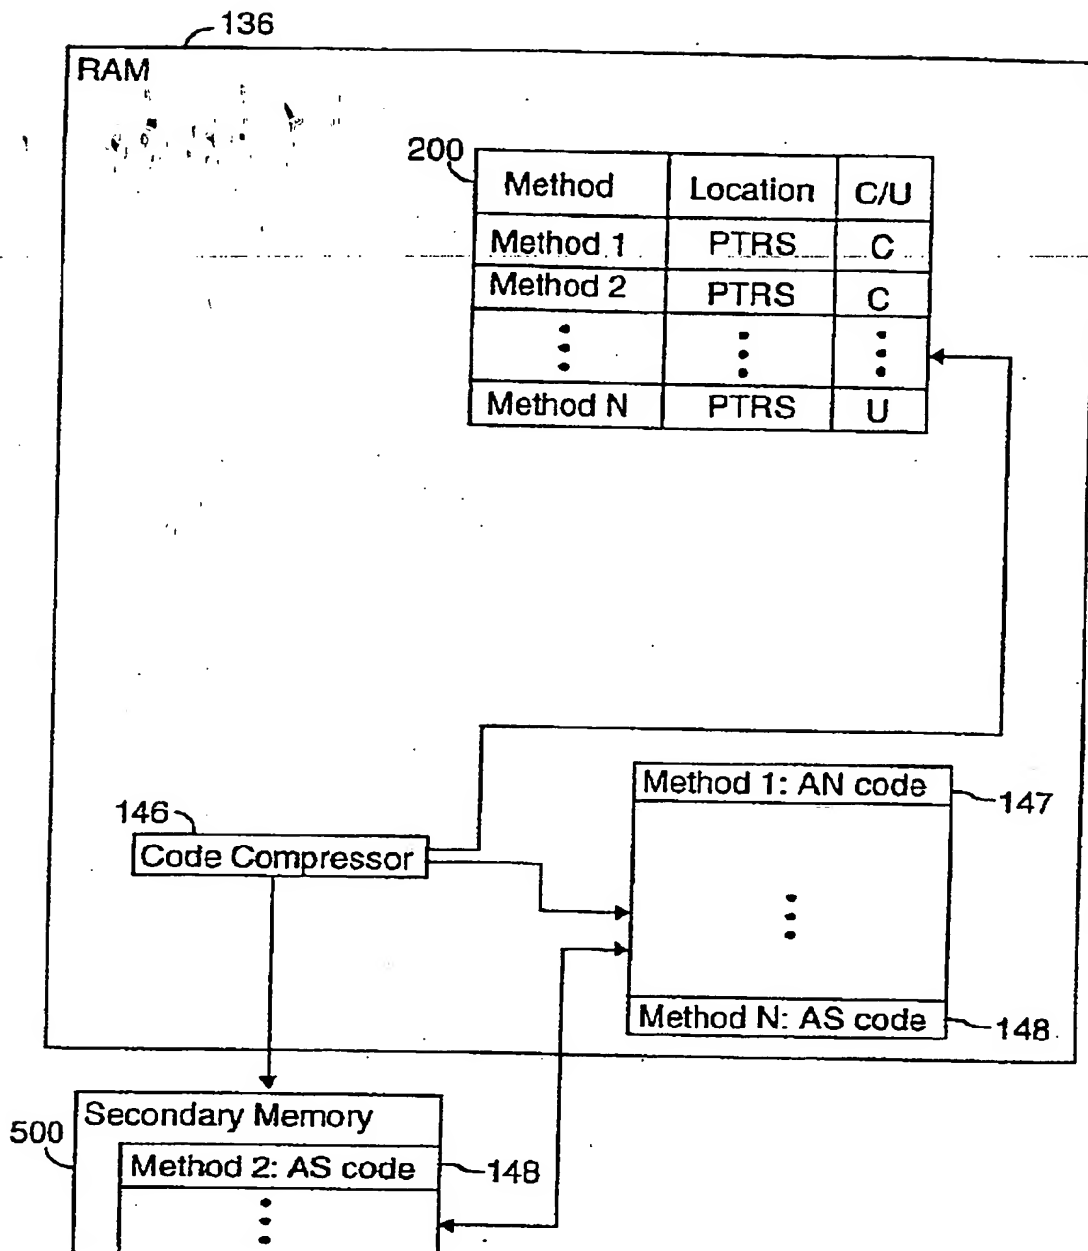 136
RAM
200
Method Location C/U
Method 1 PTRS C
Method 2 PTRS C
Method N PTRS U
Method 1: AN code
147
146
Code Compressor
Method N: AS code
148
Secondary Memory
500
Method 2: AS code
148